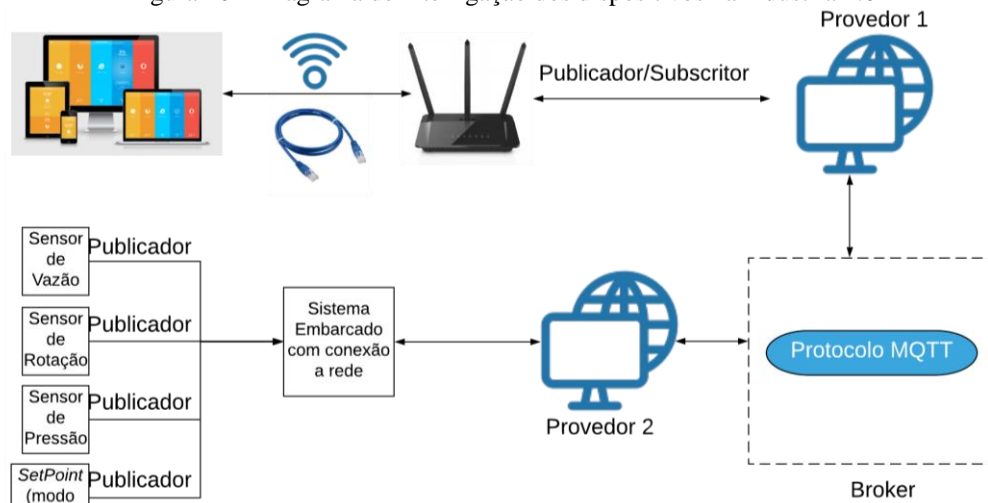 Provedor 1
Publicador/Subscritor
Sensor
de
Vazão
Publicador
Sensor
de
Rotação
Publicador
Sensor
de
Pressão
Publicador
SetPoint
(modo
Publicador
Sistema
Embarcado
com conexão
a rede
Provedor 2
Protocolo MQTT
Broker